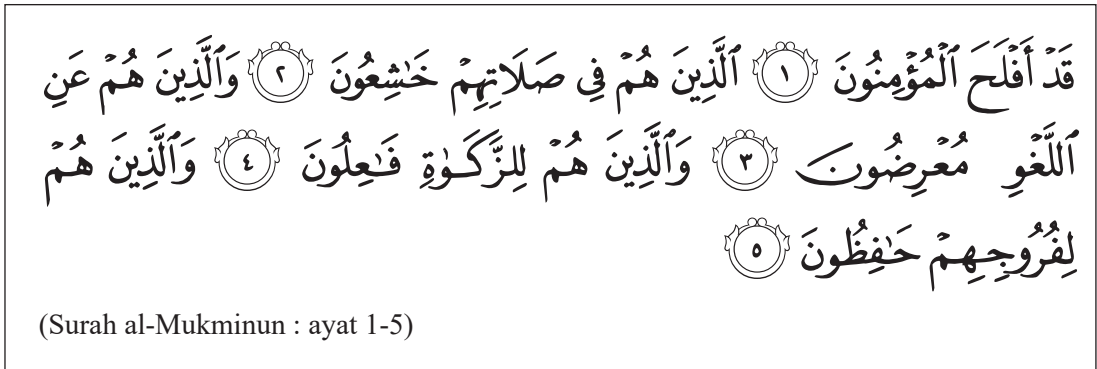 قَدۡ أَفۡلَحَ ٱلۡمُؤۡمِنُونَ ١ ٱلَّذِينَ هُمۡ فِي صَلَاتِهِمۡ خَٰشِعُونَ ٢ وَٱلَّذِينَ هُمۡ عَنِ
ٱللَّغۡوِ مُعۡرِضُونَ ٣ وَٱلَّذِينَ هُمۡ لِلزَّكَوٰةِ فَٰعِلُونَ ٤ وَٱلَّذِينَ هُمۡ
لِفُرُوجِهِمۡ حَٰفِظُونَ ٥
(Surah al-Mukminun : ayat 1-5)